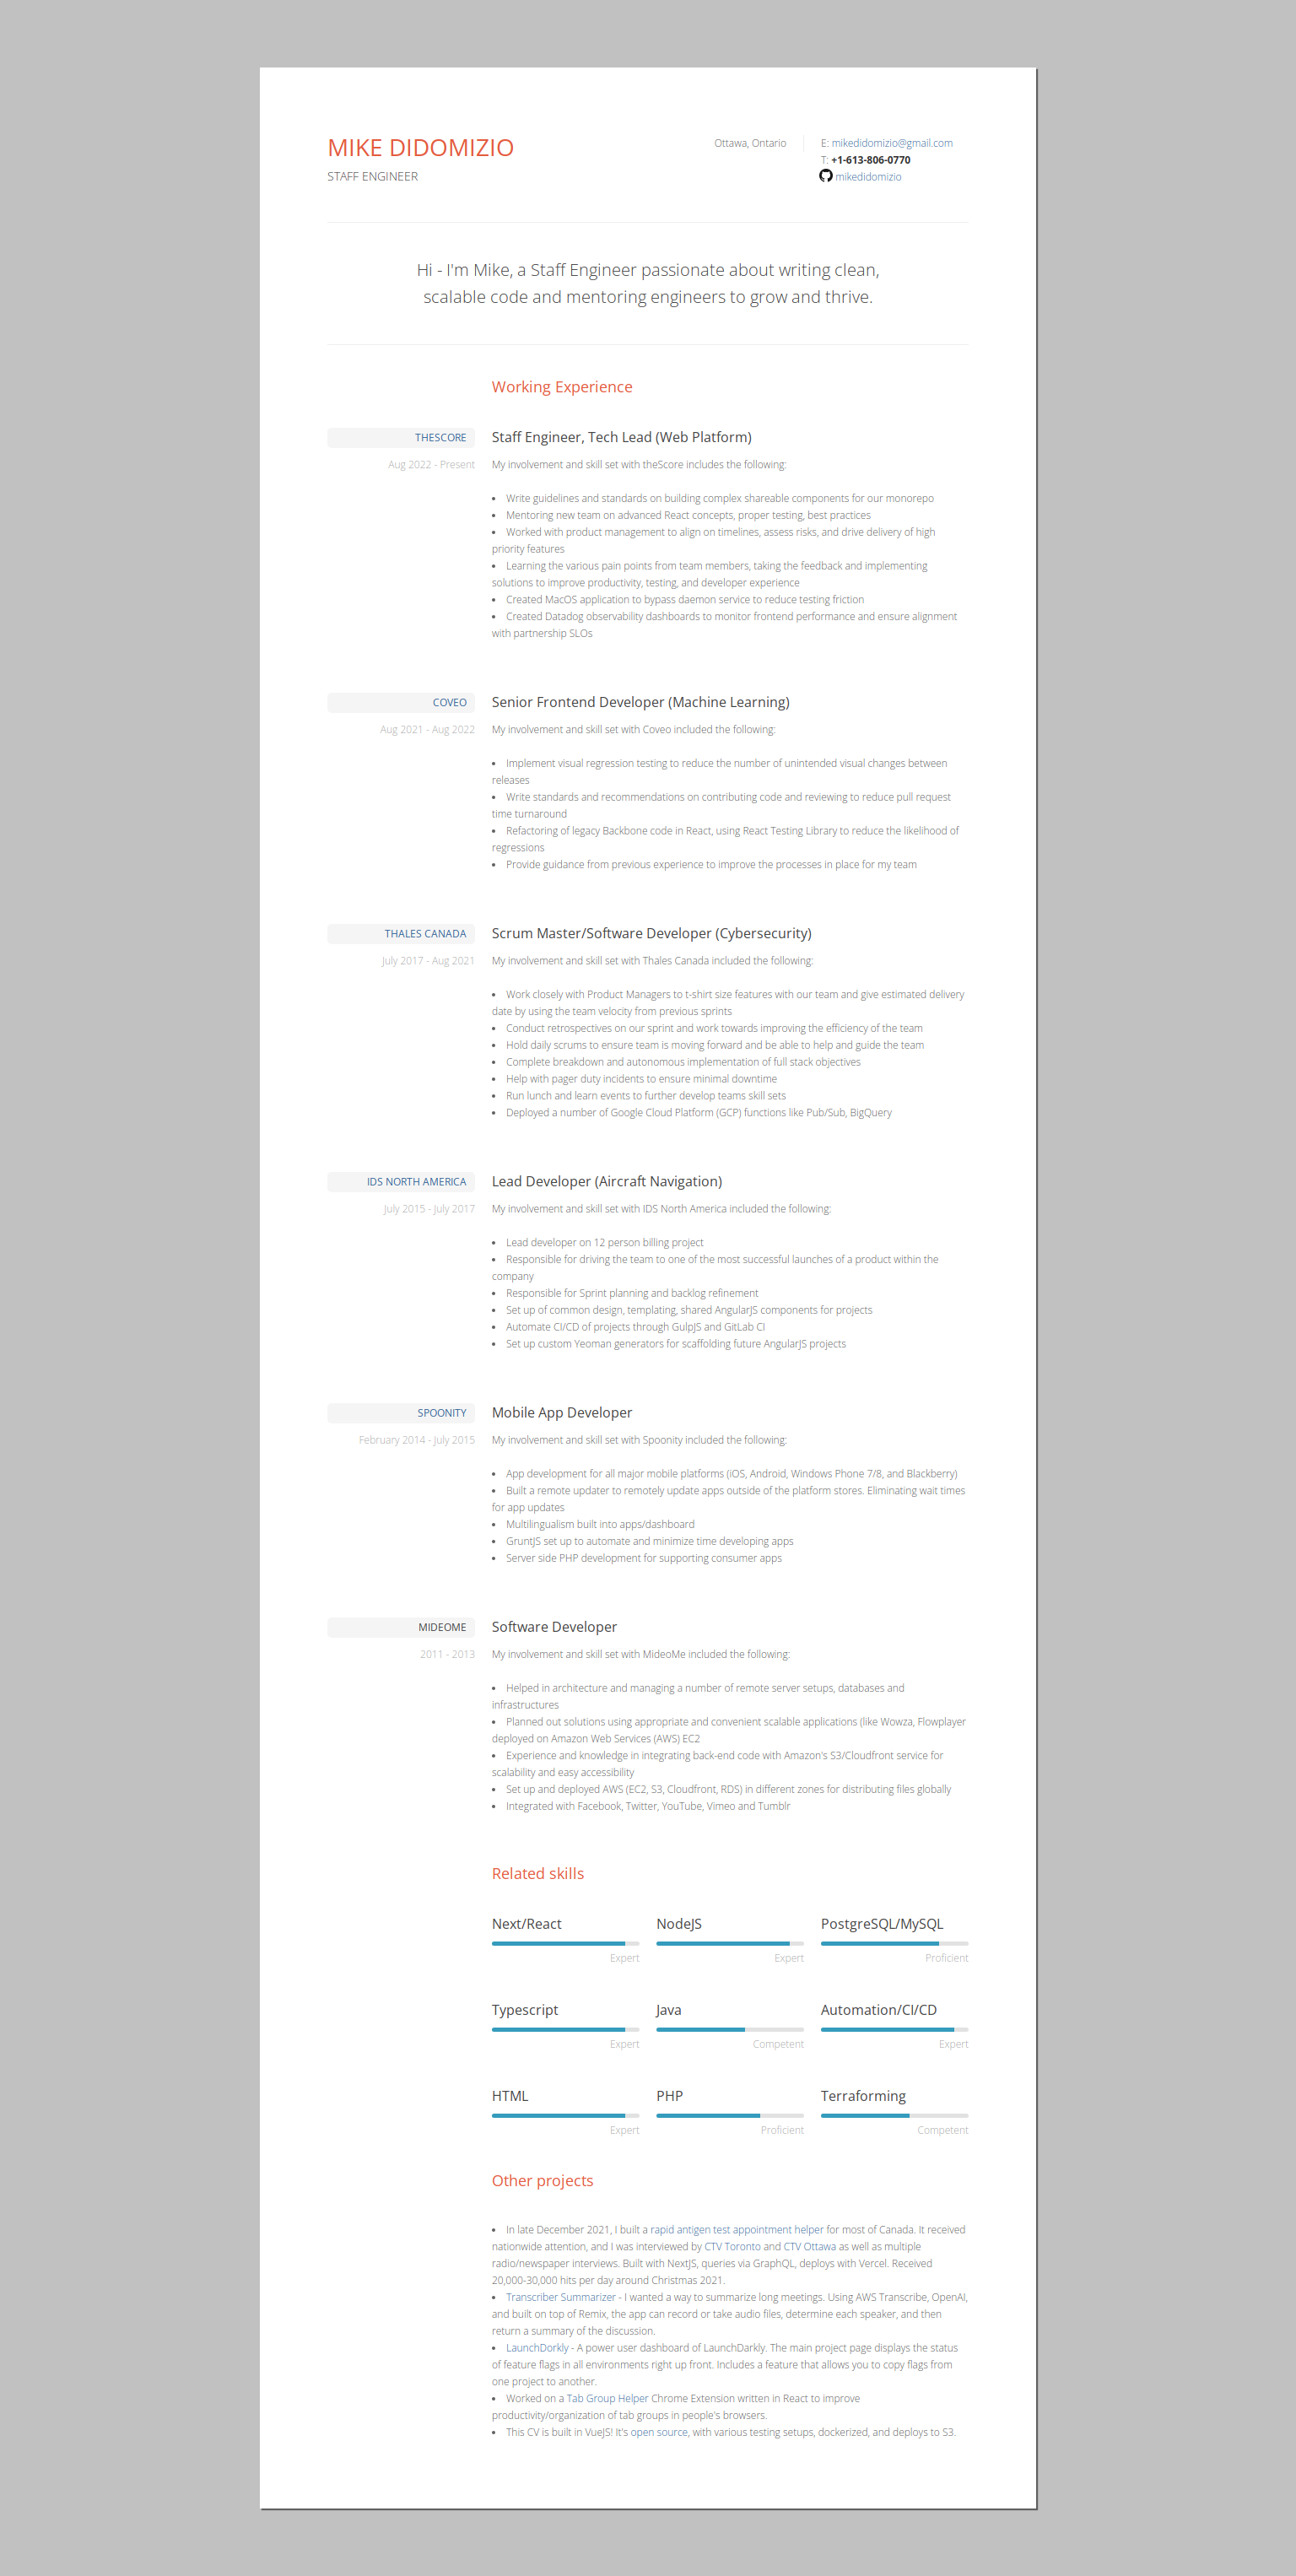 MIKE DIDOMIZIO
STAFF ENGINEER
Ottawa, Ontario
E: mikedidomizio@gmail.com
T: +1-613-806-0770
mikedidomizio
Hi - I'm Mike, a Staff Engineer passionate about writing clean,
scalable code and mentoring engineers to grow and thrive.
Working Experience
THESCORE
Aug 2022 - Present
Staff Engineer, Tech Lead (Web Platform)
My involvement and skill set with theScore includes the following:
• Write guidelines and standards on building complex shareable components for our monorepo
• Mentoring new team on advanced React concepts, proper testing, best practices
• Worked with product management to align on timelines, assess risks, and drive delivery of high
priority features
• Learning the various pain points from team members, taking the feedback and implementing
solutions to improve productivity, testing, and developer experience
• Created MacOS application to bypass daemon service to reduce testing friction
• Created Datadog observability dashboards to monitor frontend performance and ensure alignment
with partnership SLOs
COVEO
Aug 2021 - Aug 2022
Senior Frontend Developer (Machine Learning)
My involvement and skill set with Coveo included the following:
• Implement visual regression testing to reduce the number of unintended visual changes between
releases
• Write standards and recommendations on contributing code and reviewing to reduce pull request
time turnaround
• Refactoring of legacy Backbone code in React, using React Testing Library to reduce the likelihood of
regressions
• Provide guidance from previous experience to improve the processes in place for my team
THALES CANADA
July 2017 - Aug 2021
Scrum Master/Software Developer (Cybersecurity)
My involvement and skill set with Thales Canada included the following:
• Work closely with Product Managers to t-shirt size features with our team and give estimated delivery
date by using the team velocity from previous sprints
• Conduct retrospectives on our sprint and work towards improving the efficiency of the team
• Hold daily scrums to ensure team is moving forward and be able to help and guide the team
• Complete breakdown and autonomous implementation of full stack objectives
• Help with pager duty incidents to ensure minimal downtime
• Run lunch and learn events to further develop teams skill sets
• Deployed a number of Google Cloud Platform (GCP) functions like Pub/Sub, BigQuery
IDS NORTH AMERICA
July 2015 - July 2017
Lead Developer (Aircraft Navigation)
My involvement and skill set with IDS North America included the following:
• Lead developer on 12 person billing project
• Responsible for driving the team to one of the most successful launches of a product within the
company
• Responsible for Sprint planning and backlog refinement
• Set up of common design, templating, shared AngularJS components for projects
• Automate CI/CD of projects through GulpJS and GitLab CI
• Set up custom Yeoman generators for scaffolding future AngularJS projects
SPOONITY
February 2014 - July 2015
Mobile App Developer
My involvement and skill set with Spoonity included the following:
• App development for all major mobile platforms (iOS, Android, Windows Phone 7/8, and Blackberry)
• Built a remote updater to remotely update apps outside of the platform stores. Eliminating wait times
for app updates
• Multilingualism built into apps/dashboard
• GruntJS set up to automate and minimize time developing apps
• Server side PHP development for supporting consumer apps
MIDEOME
2011 - 2013
Software Developer
My involvement and skill set with MideoMe included the following:
• Helped in architecture and managing a number of remote server setups, databases and
infrastructures
• Planned out solutions using appropriate and convenient scalable applications (like Wowza, Flowplayer
deployed on Amazon Web Services (AWS) EC2
• Experience and knowledge in integrating back-end code with Amazon's S3/Cloudfront service for
scalability and easy accessibility
• Set up and deployed AWS (EC2, S3, Cloudfront, RDS) in different zones for distributing files globally
• Integrated with Facebook, Twitter, YouTube, Vimeo and Tumblr
Related skills
Next/React
NodeJS
PostgreSQL/MySQL
Expert
Expert
Proficient
Typescript
Java
Automation/CI/CD
Expert
Competent
Expert
HTML
PHP
Terraforming
Expert
Proficient
Competent
Other projects
• In late December 2021, I built a rapid antigen test appointment helper for most of Canada. It received
nationwide attention, and I was interviewed by CTV Toronto and CTV Ottawa as well as multiple
radio/newspaper interviews. Built with NextJS, queries via GraphQL, deploys with Vercel. Received
20,000-30,000 hits per day around Christmas 2021.
• Transcriber Summarizer - I wanted a way to summarize long meetings. Using AWS Transcribe, OpenAI,
and built on top of Remix, the app can record or take audio files, determine each speaker, and then
return a summary of the discussion.
• LaunchDorkly - A power user dashboard of LaunchDarkly. The main project page displays the status
of feature flags in all environments right up front. Includes a feature that allows you to copy flags from
one project to another.
• Worked on a Tab Group Helper Chrome Extension written in React to improve
productivity/organization of tab groups in people's browsers.
• This CV is built in VueJS! It's open source, with various testing setups, dockerized, and deploys to S3.